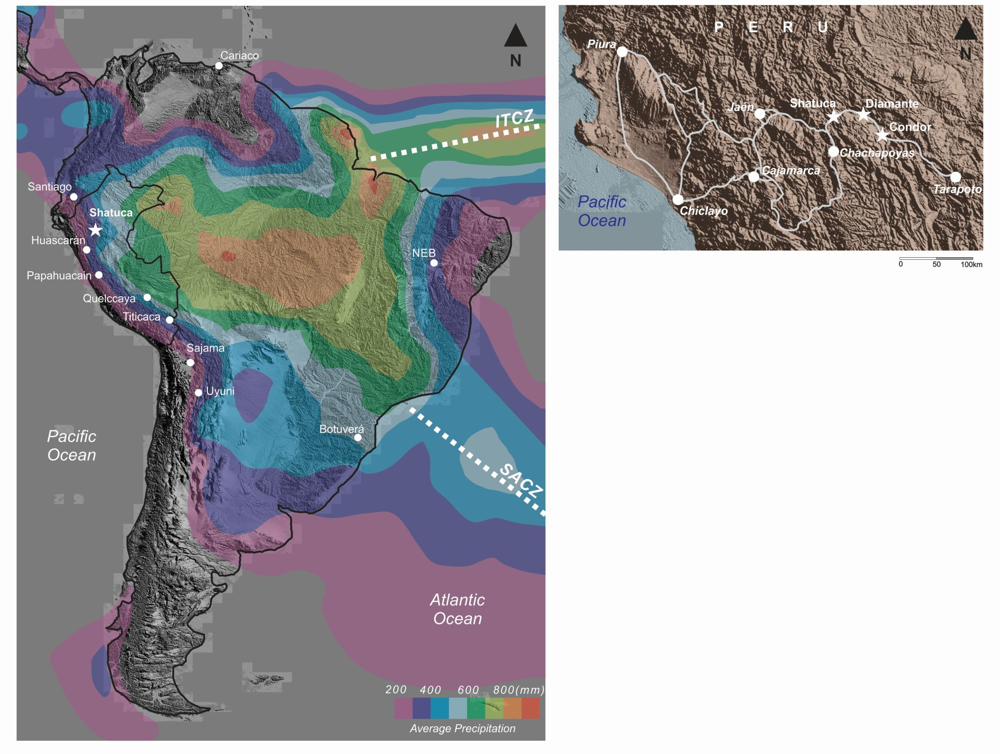 Cariaco
N
ITCZ
Santiago
Shatuca
Huascarán
NEB
Papahuacain
Quelccaya
Titicaca
Sajama
Uyuni
Botuverá
Pacific
Ocean
SACZ
Atlantic
Ocean
200 400 600 800(mm)
Average Precipitation
PERU
N
Piura
Jaén
Shatuca
Diamante
Condor
Chachapoyas
Cajamarca
Tarapoto
Pacific
Ocean
Chiclayo
0 50 100km